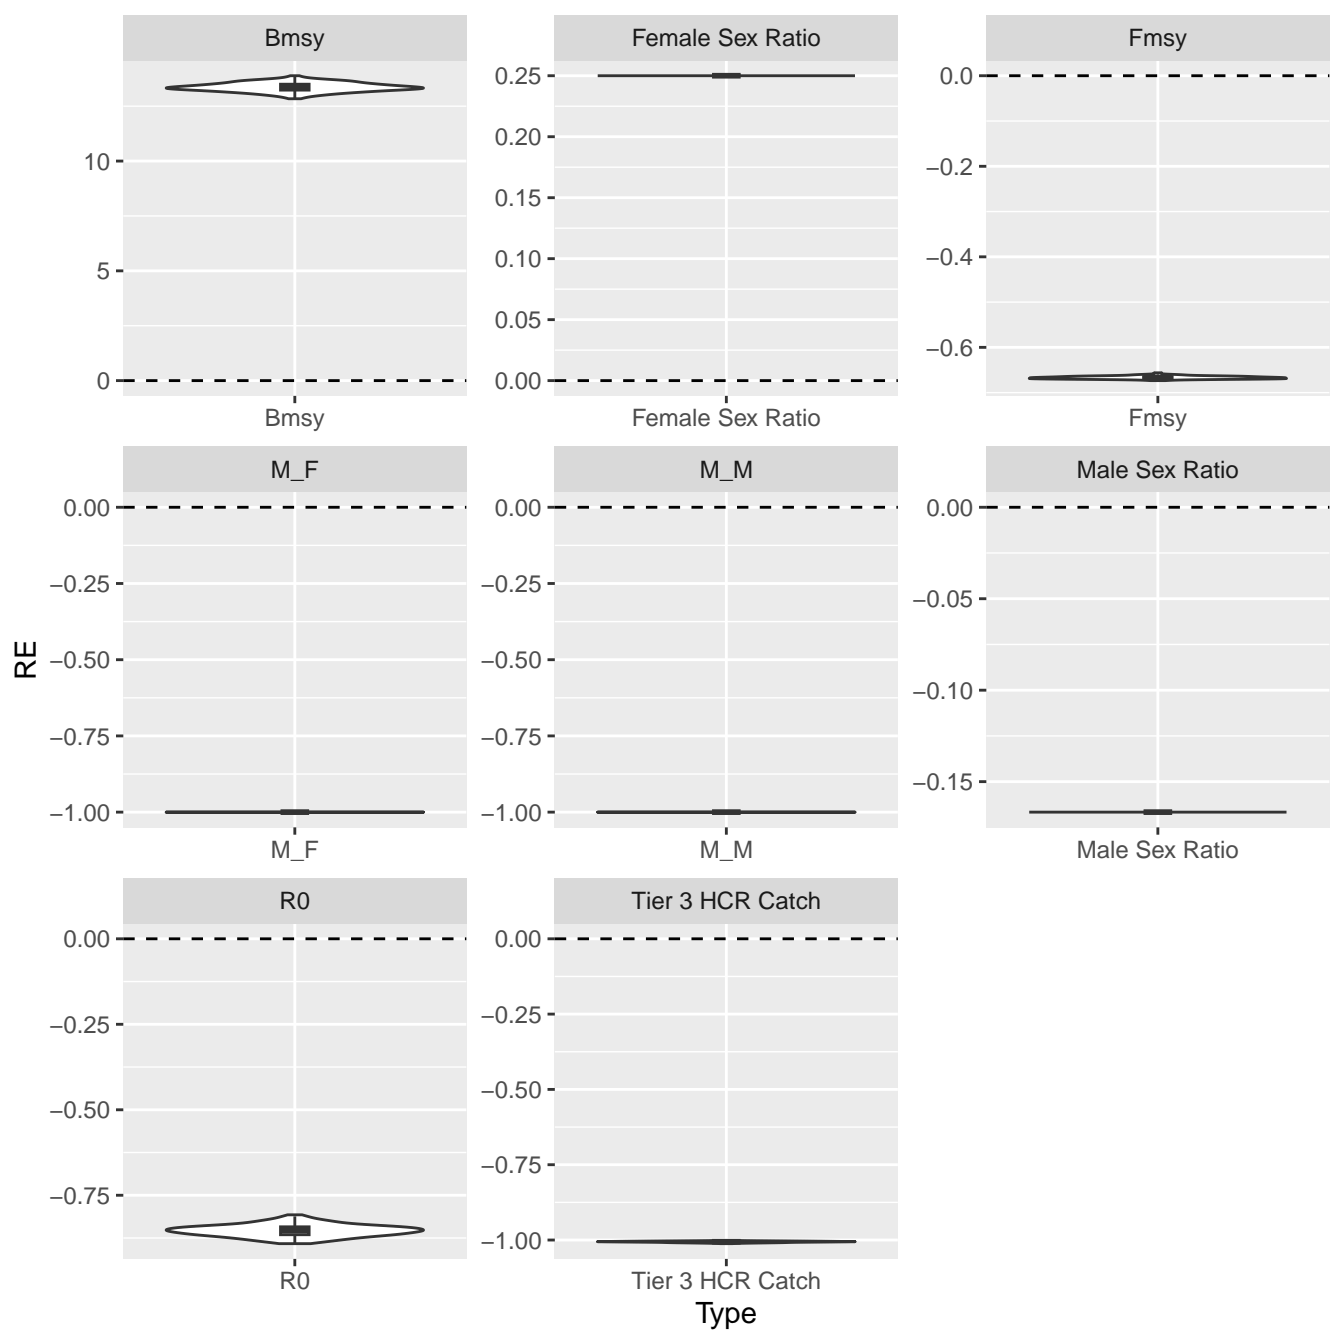 Bmsy
Female Sex Ratio
Fmsy
10
5
0
0.25
0.20
0.15
0.10
0.05
0.00
0.0
−0.2
−0.4
−0.6
Bmsy
Female Sex Ratio
Fmsy
M_F
M_M
Male Sex Ratio
RE
0.00
−0.25
−0.50
−0.75
−1.00
0.00
−0.25
−0.50
−0.75
−1.00
0.00
−0.05
−0.10
−0.15
M_F
M_M
Male Sex Ratio
R0
Tier 3 HCR Catch
0.00
−0.25
−0.50
−0.75
0.00
−0.25
−0.50
−0.75
−1.00
R0
Tier 3 HCR Catch
Type